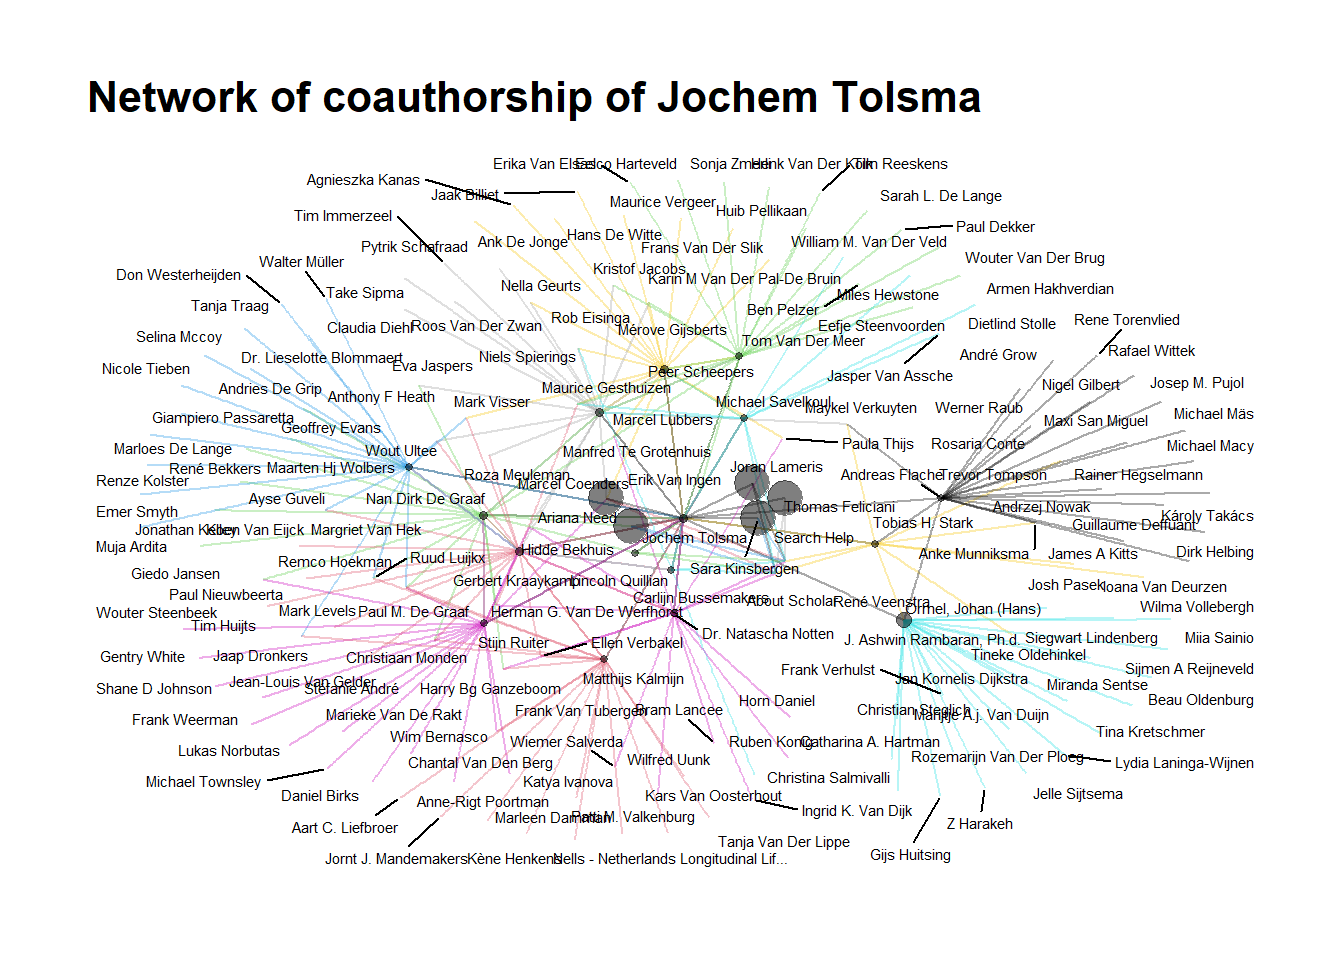 Network of coauthorship of Jochem Tolsma
Erika Van Elsas
Eelco Harteveld
Sonja Zmerli
Henk Van Der Kolk
Tim Reeskens
Agnieszka Kanas
Jaak Billiet
Maurice Vergeer
Huib Pellikaan
Sarah L. De Lange
Tim Immerzeel
Paul Dekker
Pytrik Schafraad
Ank De Jonge
Hans De Witte
Frans Van Der Slik
William M. Van Der Veld
Wouter Van Der Brug
Walter Müller
Don Westerheijden
Kristof Jacobs
Karin M Van Der Pal-De Bruin
Nella Geurts
Miles Hewstone
Armen Hakhverdian
Take Sipma
Tanja Traag
Ben Pelzer
Rob Eisinga
Roos Van Der Zwan
Claudia Diehl
Mérove Gijsberts
Eefje Steenvoorden
Dietlind Stolle
Rene Torenvlied
Selina Mccoy
Tom Van Der Meer
Rafael Wittek
Dr. Lieselotte Blommaert
Niels Spierings
André Grow
Nicole Tieben
Eva Jaspers
Peer Scheepers
Jasper Van Assche
Nigel Gilbert
Josep M. Pujol
Andries De Grip
Anthony F Heath
Maurice Gesthuizen
Mark Visser
Michael Savelkoul
Maykel Verkuyten
Werner Raub
Michael Mäs
Giampiero Passaretta
Geoffrey Evans
Marcel Lubbers
Maxi San Miguel
Paula Thijs
Rosaria Conte
Michael Macy
Marloes De Lange
Wout Ultee
Manfred Te Grotenhuis
René Bekkers
Maarten Hj Wolbers
Joran Lameris
Roza Meuleman
Andreas Flache
Trevor Tompson
Rainer Hegselmann
Renze Kolster
Marcel Coenders
Erik Van Ingen
Ayse Guveli
Nan Dirk De Graaf
Thomas Feliciani
Andrzej Nowak
Emer Smyth
Ariana Need
Károly Takács
Tobias H. Stark
Guillaume Deffuant
Jonathan Kelley
Ellen Van Eijck
Margriet Van Hek
Jochem Tolsma
Search Help
Muja Ardita
Hidde Bekhuis
Anke Munniksma
James A Kitts
Dirk Helbing
Remco Hoekman
Ruud Luijkx
Sara Kinsbergen
Giedo Jansen
Gerbert Kraaykamp
Lincoln Quillian
Josh Pasek
Ioana Van Deurzen
Paul Nieuwbeerta
Carlijn Bussemakers
About Scholar
René Veenstra
Ormel, Johan (Hans)
Wilma Vollebergh
Wouter Steenbeek
Mark Levels
Paul M. De Graaf
Herman G. Van De Werfhorst
Tim Huijts
Dr. Natascha Notten
J. Ashwin Rambaran, Ph.d.
Siegwart Lindenberg
Miia Sainio
Stijn Ruiter
Ellen Verbakel
Gentry White
Jaap Dronkers
Christiaan Monden
Tineke Oldehinkel
Sijmen A Reijneveld
Frank Verhulst
Matthijs Kalmijn
Jan Kornelis Dijkstra
Jean-Louis Van Gelder
Miranda Sentse
Shane D Johnson
Stéfanie André
Harry Bg Ganzeboom
Horn Daniel
Beau Oldenburg
Frank Weerman
Marieke Van De Rakt
Frank Van Tubergen
Bram Lancee
Christian Steglich
Marijtje A.j. Van Duijn
Tina Kretschmer
Lukas Norbutas
Wim Bernasco
Wiemer Salverda
Ruben Konig
Catharina A. Hartman
Chantal Van Den Berg
Wilfred Uunk
Rozemarijn Van Der Ploeg
Lydia Laninga-Wijnen
Michael Townsley
Katya Ivanova
Christina Salmivalli
Daniel Birks
Anne-Rigt Poortman
Kars Van Oosterhout
Ingrid K. Van Dijk
Jelle Sijtsema
Aart C. Liefbroer
Marleen Damman
Patti M. Valkenburg
Z Harakeh
Tanja Van Der Lippe
Gijs Huitsing
Jornt J. Mandemakers
Kène Henkens
Nells - Netherlands Longitudinal Lif...